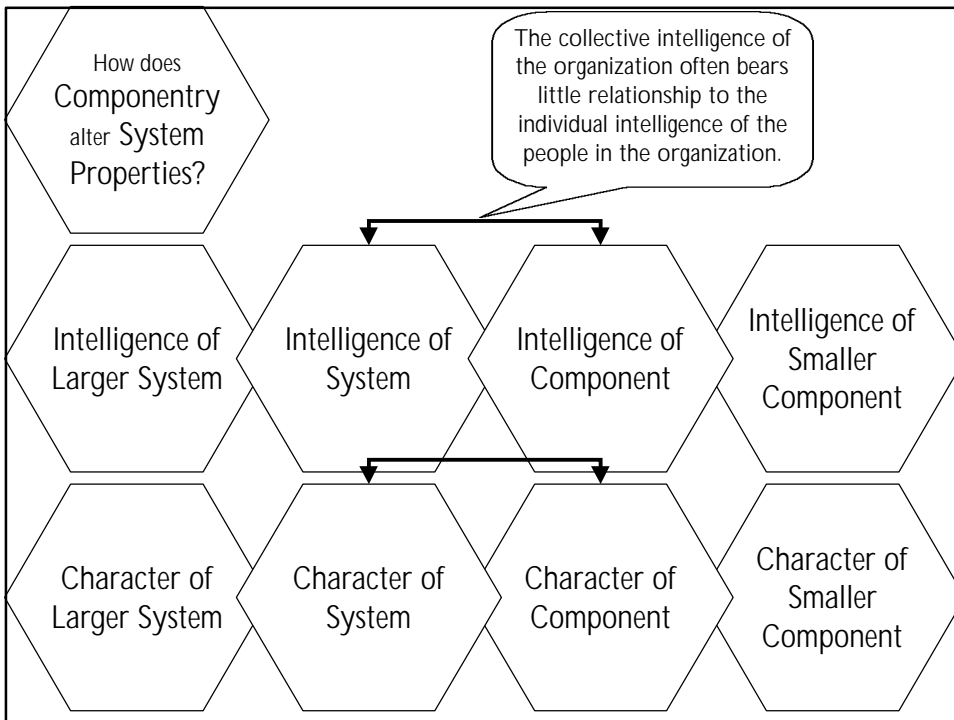 How does
Componentry
alter System
Properties?
The collective intelligence of
the organization often bears
little relationship to the
individual intelligence of the
people in the organization.
Intelligence of
Larger System
Intelligence of
System
Intelligence of
Component
Intelligence of
Smaller
Component
Character of
Larger System
Character of
System
Character of
Component
Character of
Smaller
Component